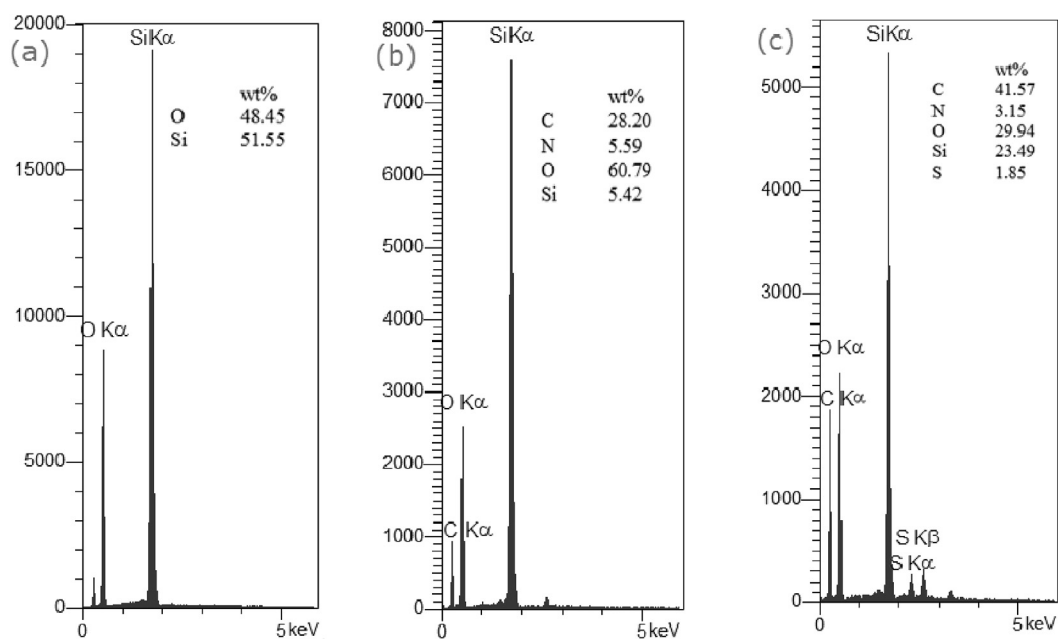 (a)
20000
15000
10000
5000
0
SiKα
O Kα
wt%
O 48.45
Si 51.55
0 5keV
(b)
8000
7000
6000
5000
4000
3000
2000
1000
0
SiKα
O Kα
C Kα
wt%
C 28.20
N 5.59
O 60.79
Si 5.42
0 5keV
(c)
5000
4000
3000
2000
1000
0
SiKα
O Kα
C Kα
S Kβ
S Kα
wt%
C 41.57
N 3.15
O 29.94
Si 23.49
S 1.85
0 5keV